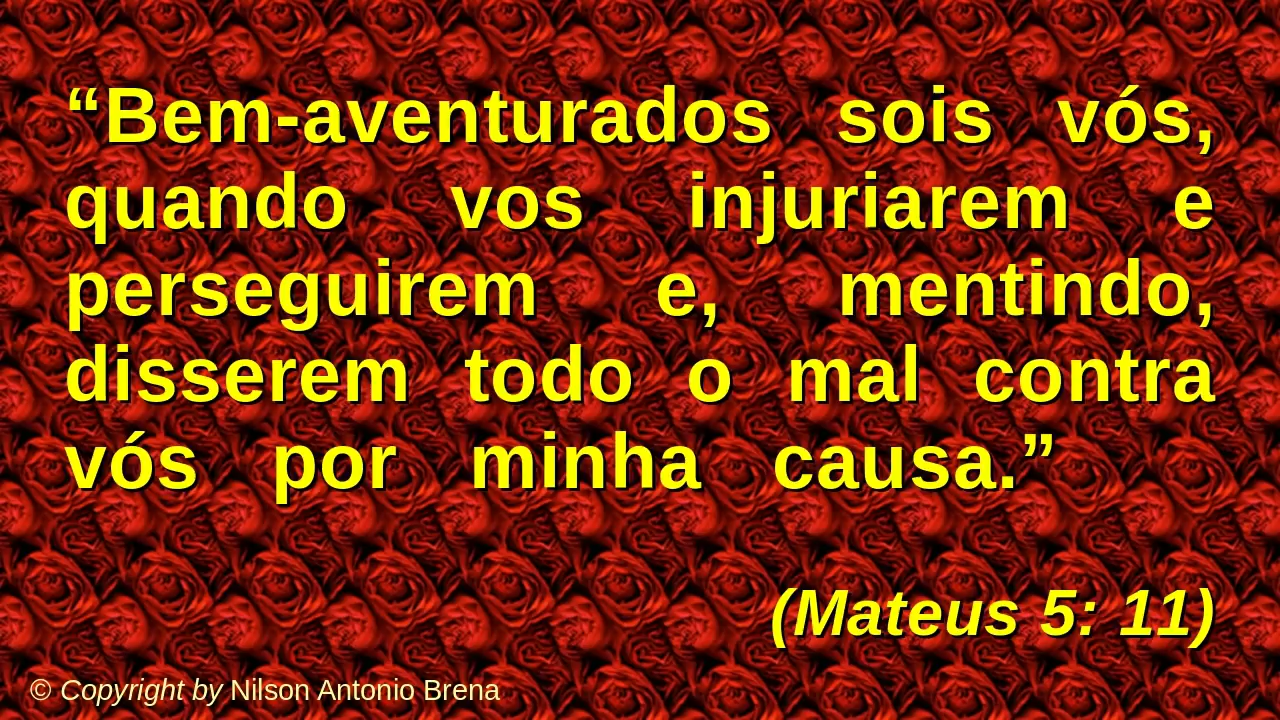 “Bem-aventurados sois vós,
quando vos injuriarem e
perseguirem e, mentindo,
disserem todo o mal contra
vós por minha causa.”
(Mateus 5: 11)
© Copyright by Nilson Antonio Brena